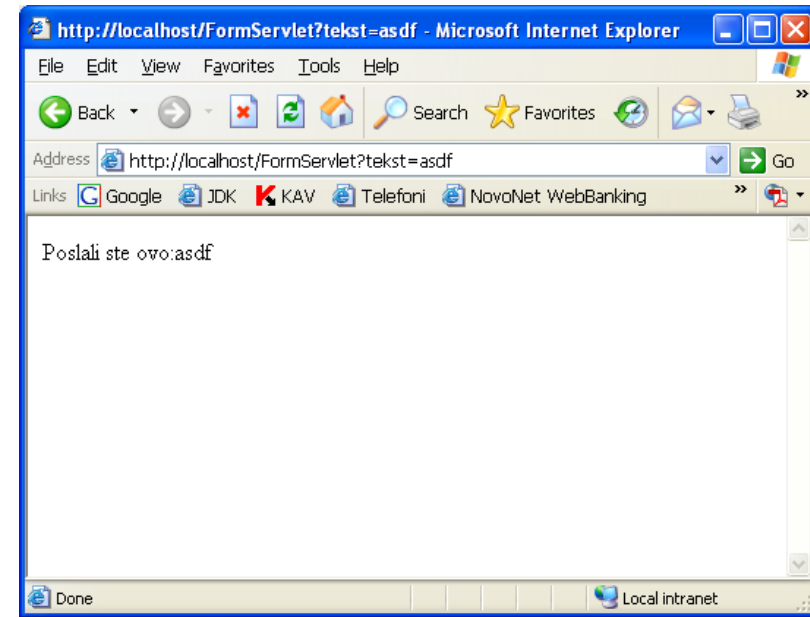 http://localhost/FormServlet?tekst=asdf - Microsoft Internet Explorer
File Edit View Favorites Tools Help
Back Search Favorites »
Address http://localhost/FormServlet?tekst=asdf Go
Links G Google JDK K KAV Telefoni NovoNet WebBanking »
Poslali ste ovo:asdf
Done Local intranet